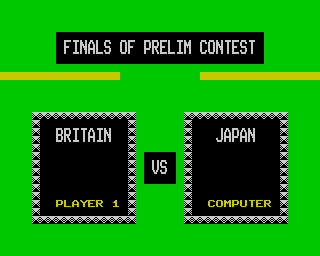 FINALS OF PRELIM CONTEST
BRITAIN
JAPAN
VS
PLAYER 1
COMPUTER